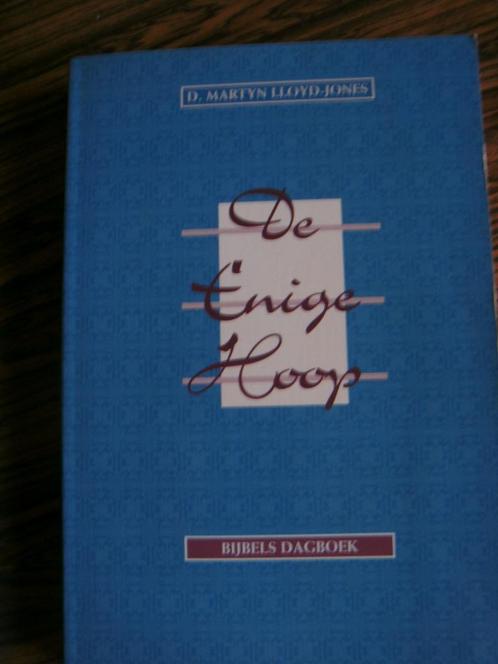 D. MARTYN LLOYD-JONES
De
Enige
Hoop
BIJBELS DAGBOEK